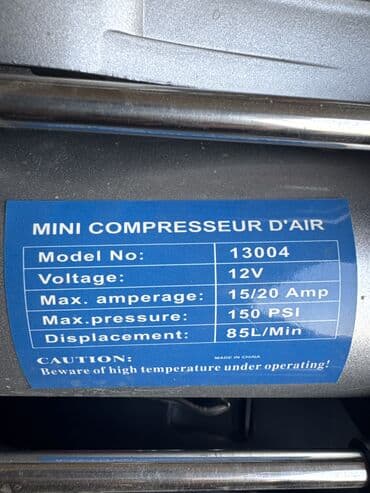 MINI COMPRESSEUR D'AIR
Model No: 13004
Voltage: 12V
Max. amperage: 15/20 Amp
Max.pressure: 150 PSI
Displacement: 85L/Min
CAUTION: MADE IN CHINA
Beware of high temperature under operating!